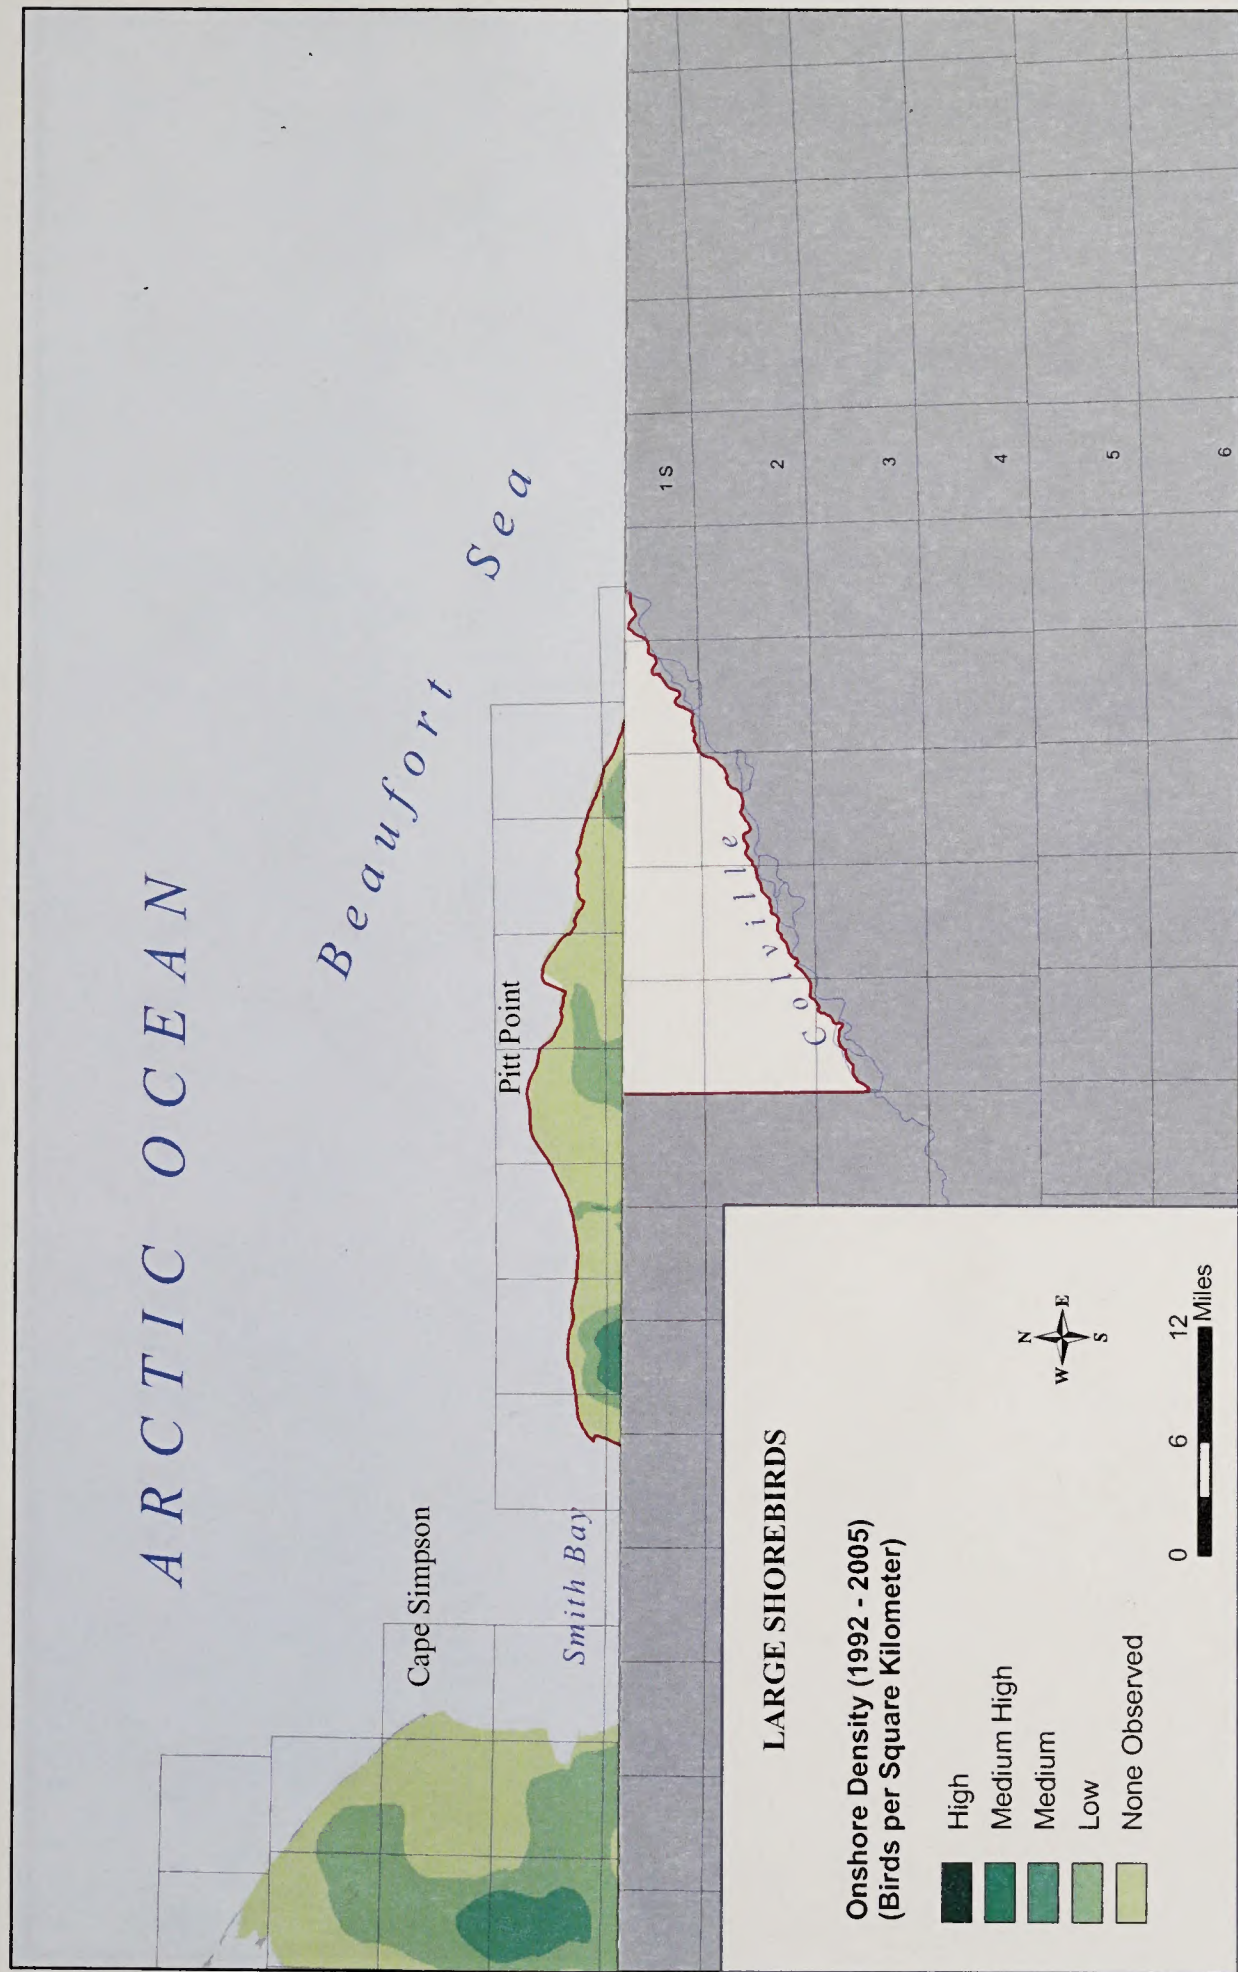 ARCTIC OCEAN
Beaufort
Sea
Cape Simpson
Pitt Point
Smith Bay
Colville
1 S
2
3
4
5
6
LARGE SHOREBIRDS
Onshore Density (1992 - 2005)
(Birds per Square Kilometer)
High
Medium High
Medium
Low
None Observed
N
W
E
S
0 6 12
Miles